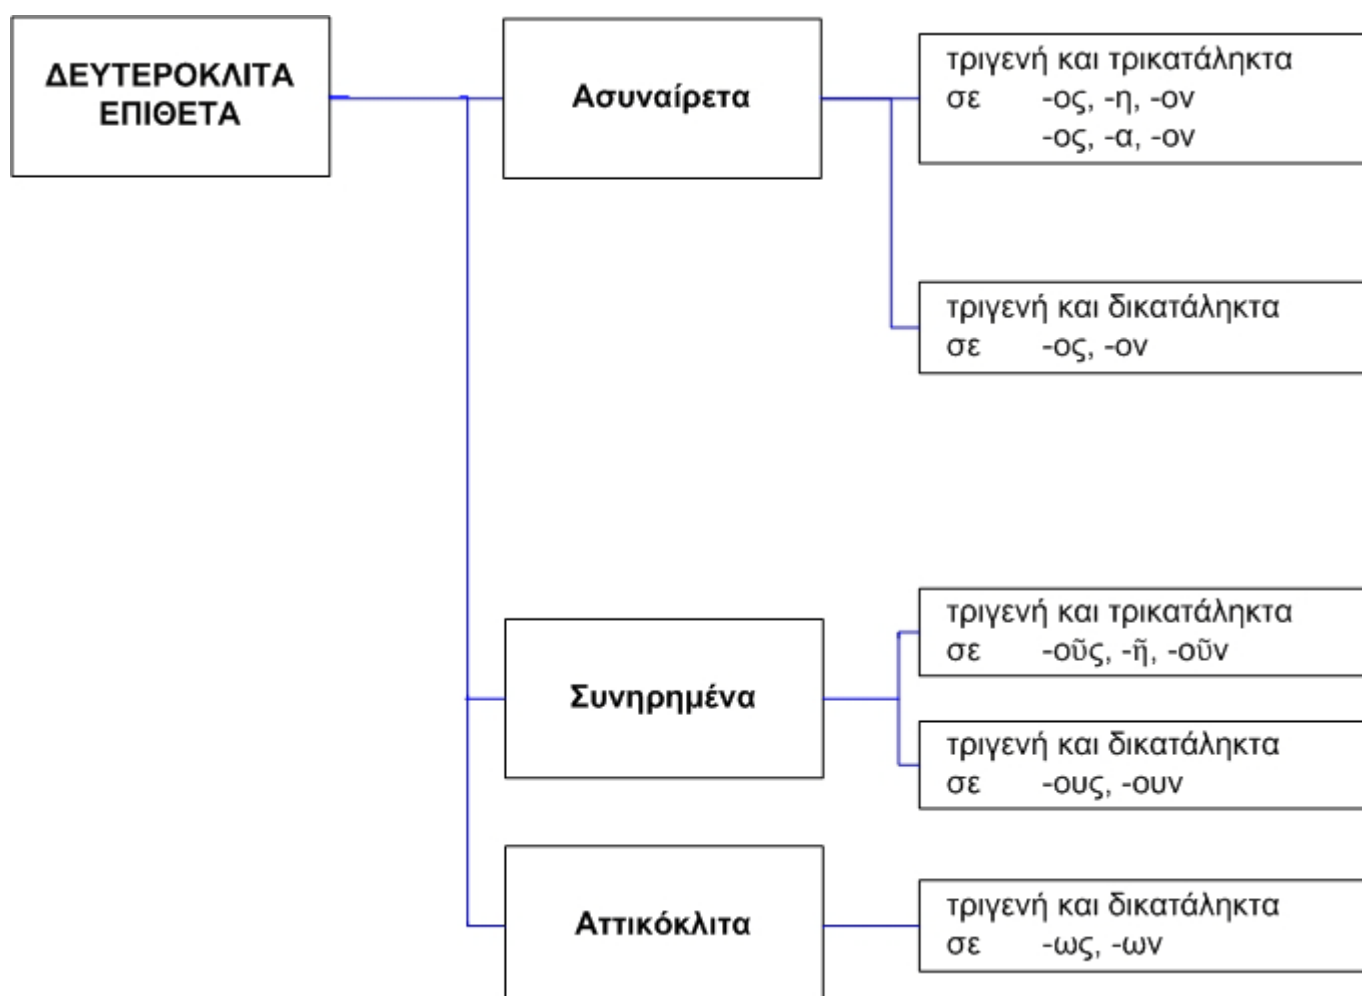 ΔΕΥΤΕΡΟΚΛΙΤΑ
ΕΠΙΘΕΤΑ
Ασυναίρετα
τριγενή και τρικατάληκτα
σε -ος, -η, -ον
-ος, -α, -ον
τριγενή και δικατάληκτα
σε -ος, -ον
Συνηρημένα
τριγενή και τρικατάληκτα
σε -οῦς, -ῆ, -οῦν
τριγενή και δικατάληκτα
σε -ους, -ουν
Αττικόκλιτα
τριγενή και δικατάληκτα
σε -ως, -ων